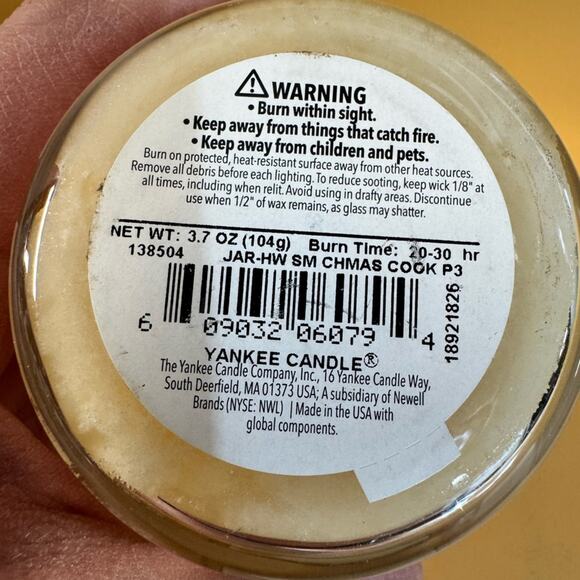 WARNING
• Burn within sight.
• Keep away from things that catch fire.
• Keep away from children and pets.
Burn on protected, heat-resistant surface away from other heat sources.
Remove all debris before each lighting. To reduce sooting, keep wick 1/8" at
all times, including when relit. Avoid using in drafty areas. Discontinue
use when 1/2" of wax remains, as glass may shatter.
NET WT: 3.7 OZ (104g) Burn Time: 20-30 hr
138504 JAR-HW SM CHMAS COOK P3
6 09032 06079 4
18921826
YANKEE CANDLE®
The Yankee Candle Company, Inc., 16 Yankee Candle Way,
South Deerfield, MA 01373 USA; A subsidiary of Newell
Brands (NYSE: NWL) | Made in the USA with
global components.